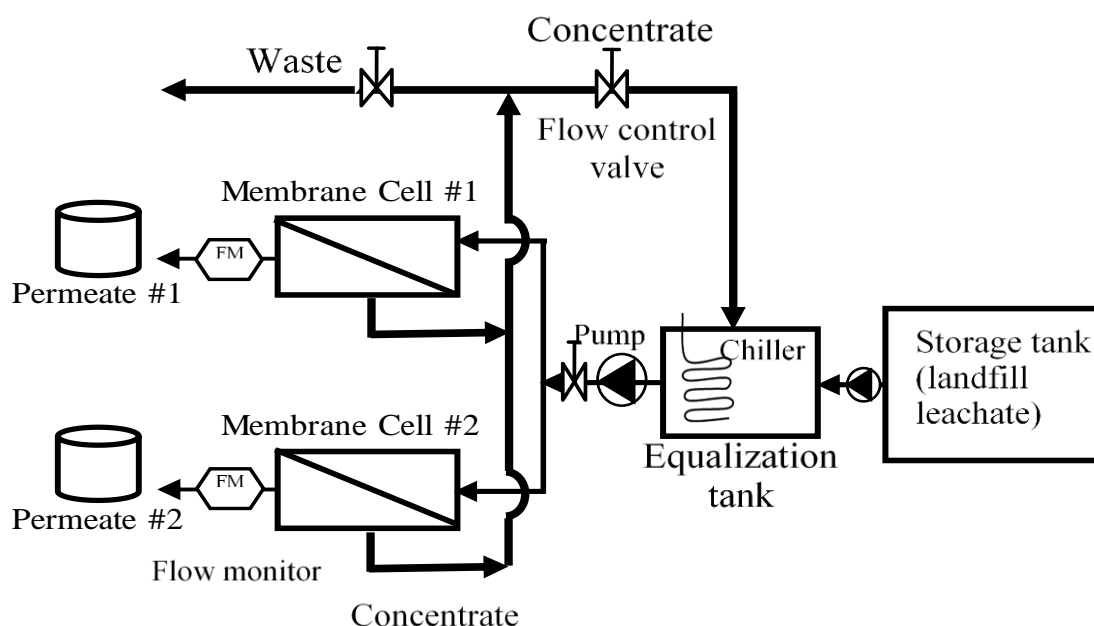 Concentrate
Waste
Flow control
valve
Membrane Cell #1
FM
Permeate #1
Pump
Chiller
Storage tank
(landfill
leachate)
Membrane Cell #2
Equalization
tank
FM
Permeate #2
Flow monitor
Concentrate